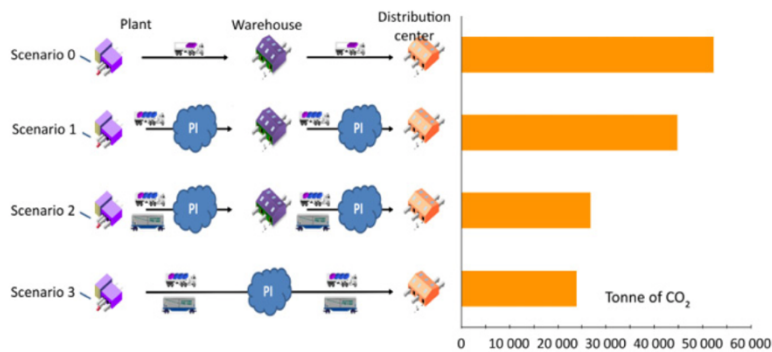 Plant
Warehouse
Distribution
center
Scenario 0
Scenario 1
PI
PI
Scenario 2
PI
PI
Scenario 3
PI
Tonne of CO₂
0 10 000 20 000 30 000 40 000 50 000 60 000